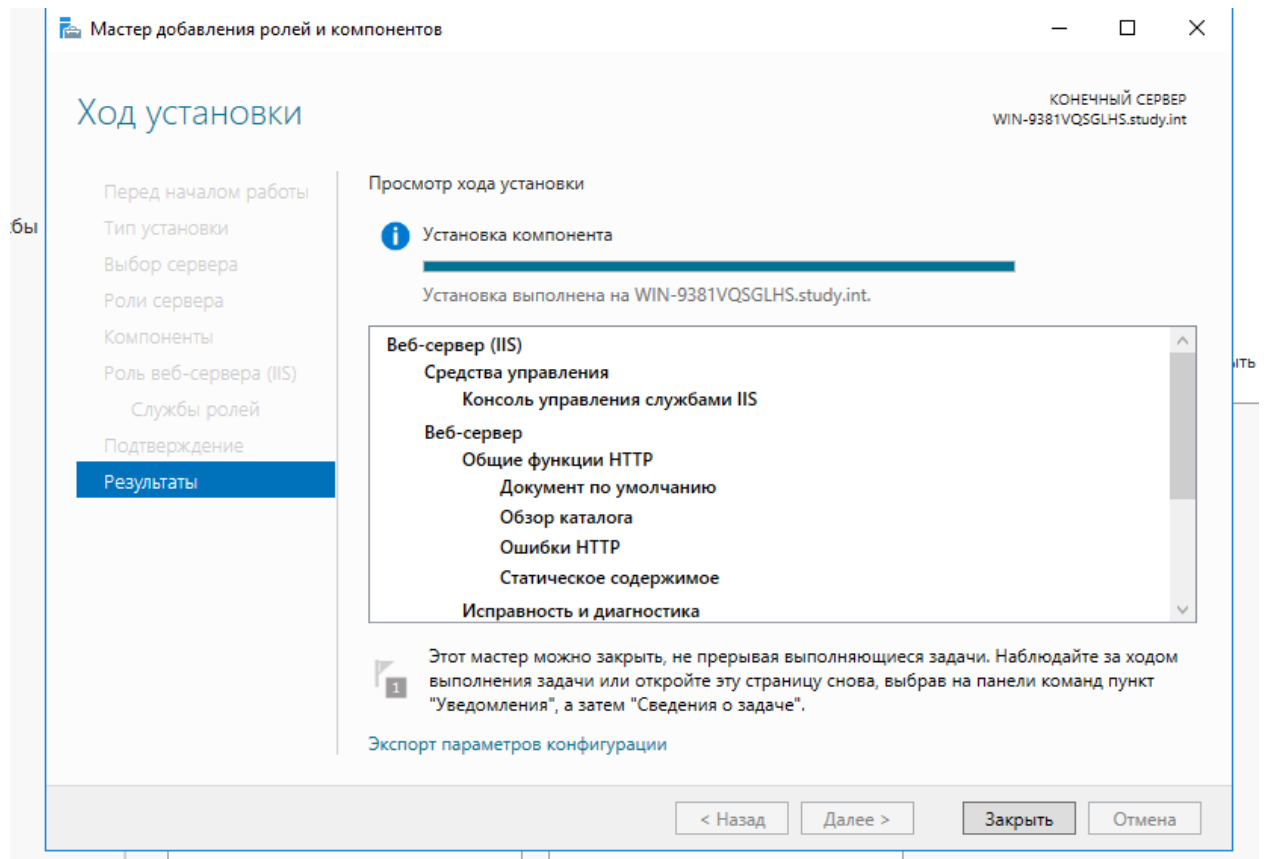 Мастер добавления ролей и компонентов
Ход установки
КОНЕЧНЫЙ СЕРВЕР
WIN-9381VQSGLHS.study.int
Перед началом работы
Тип установки
Выбор сервера
Роли сервера
Компоненты
Роль веб-сервера (IIS)
Службы ролей
Подтверждение
Результаты
Просмотр хода установки
Установка компонента
Установка выполнена на WIN-9381VQSGLHS.study.int.
Веб-сервер (IIS)
Средства управления
Консоль управления службами IIS
Веб-сервер
Общие функции HTTP
Документ по умолчанию
Обзор каталога
Ошибки HTTP
Статическое содержимое
Исправность и диагностика
1
Этот мастер можно закрыть, не прерывая выполняющиеся задачи. Наблюдайте за ходом
выполнения задачи или откройте эту страницу снова, выбрав на панели команд пункт
"Уведомления", а затем "Сведения о задаче".
Экспорт параметров конфигурации
< Назад
Далее >
Закрыть
Отмена